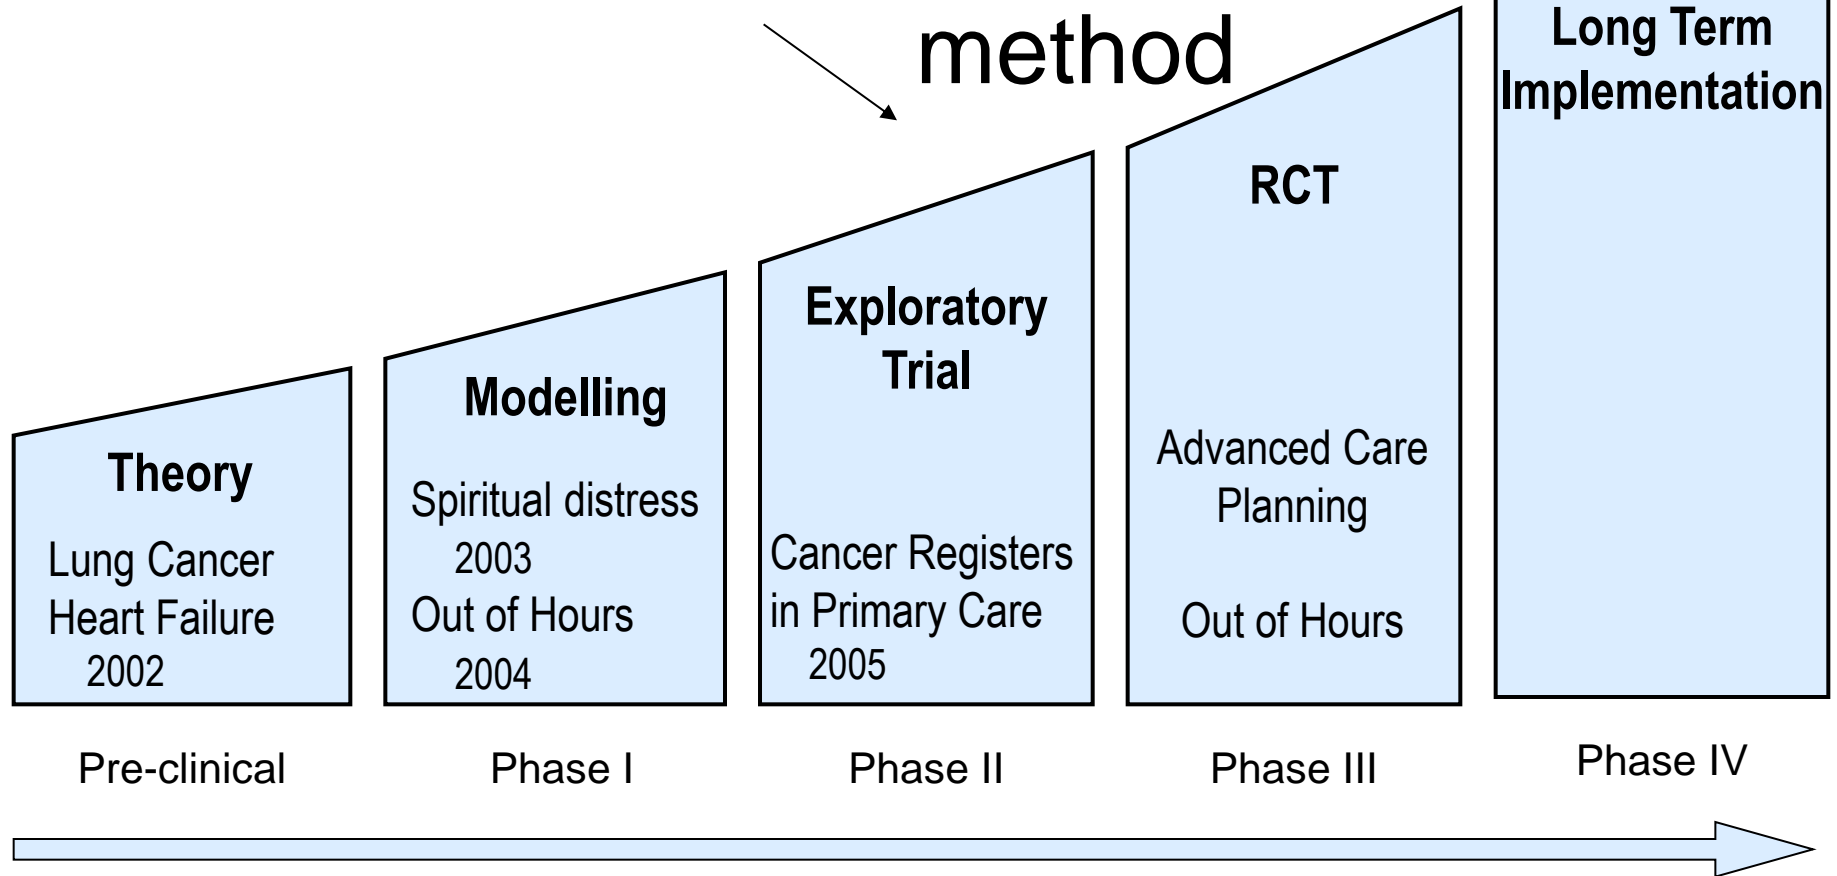 method
Theory
Lung Cancer
Heart Failure
2002
Modelling
Spiritual distress
2003
Out of Hours
2004
Exploratory
Trial
Cancer Registers
in Primary Care
2005
RCT
Advanced Care
Planning
Out of Hours
Long Term
Implementation
Pre-clinical
Phase I
Phase II
Phase III
Phase IV